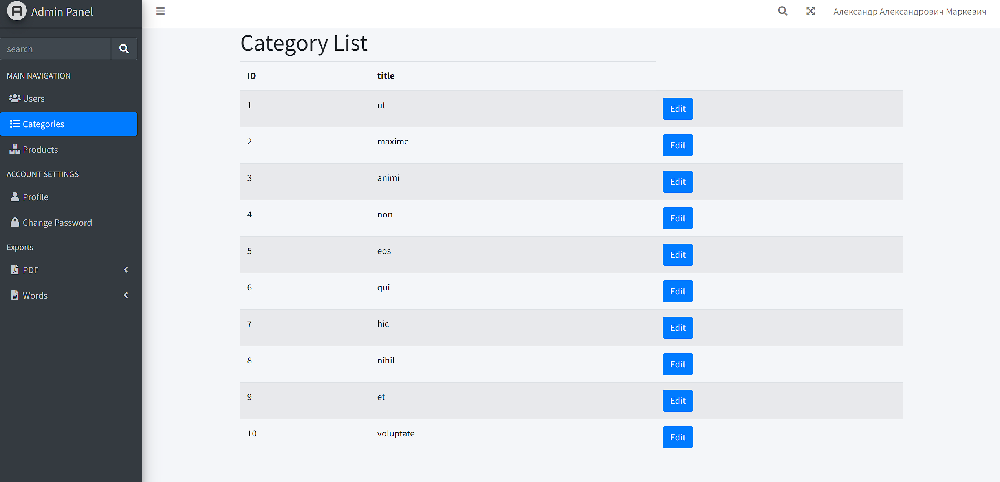 Admin Panel
Александр Александрович Маркевич
search
MAIN NAVIGATION
Users
Categories
Products
ACCOUNT SETTINGS
Profile
Change Password
Exports
PDF
Words
Category List
ID title
1 ut Edit
2 maxime Edit
3 animi Edit
4 non Edit
5 eos Edit
6 qui Edit
7 hic Edit
8 nihil Edit
9 et Edit
10 voluptate Edit